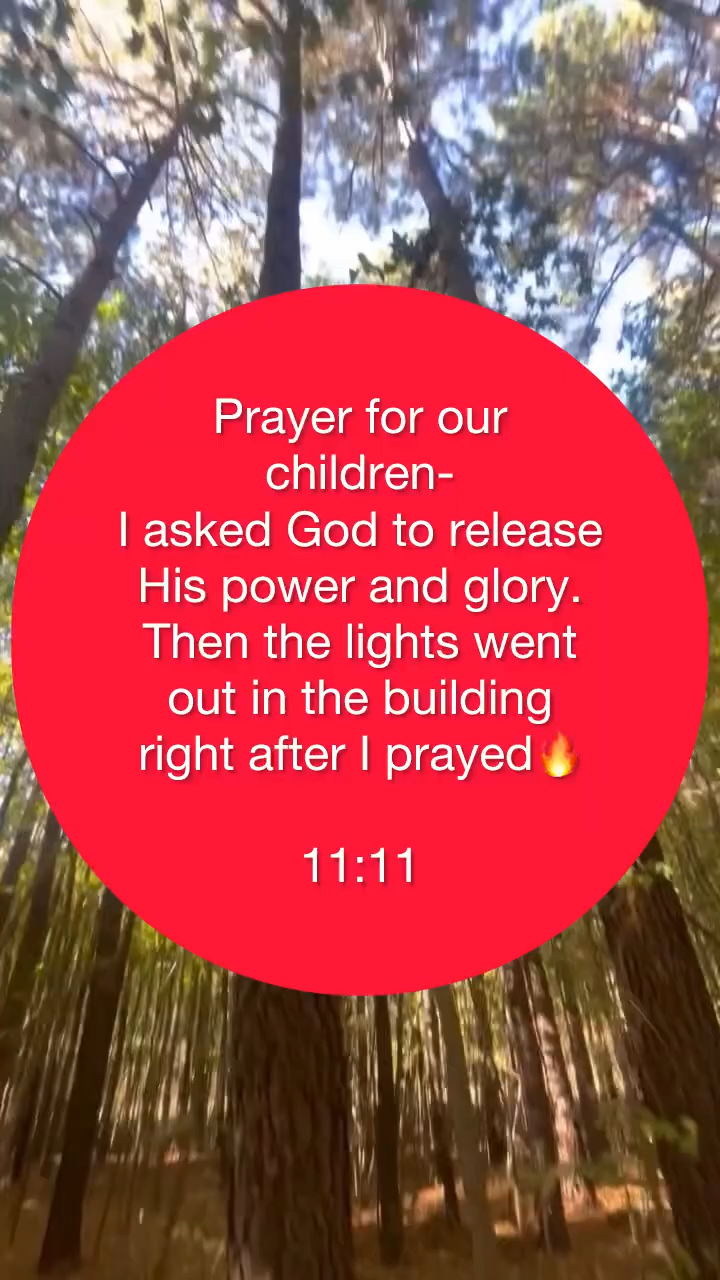 Prayer for our
children-
I asked God to release
His power and glory.
Then the lights went
out in the building
right after I prayed🔥
11:11